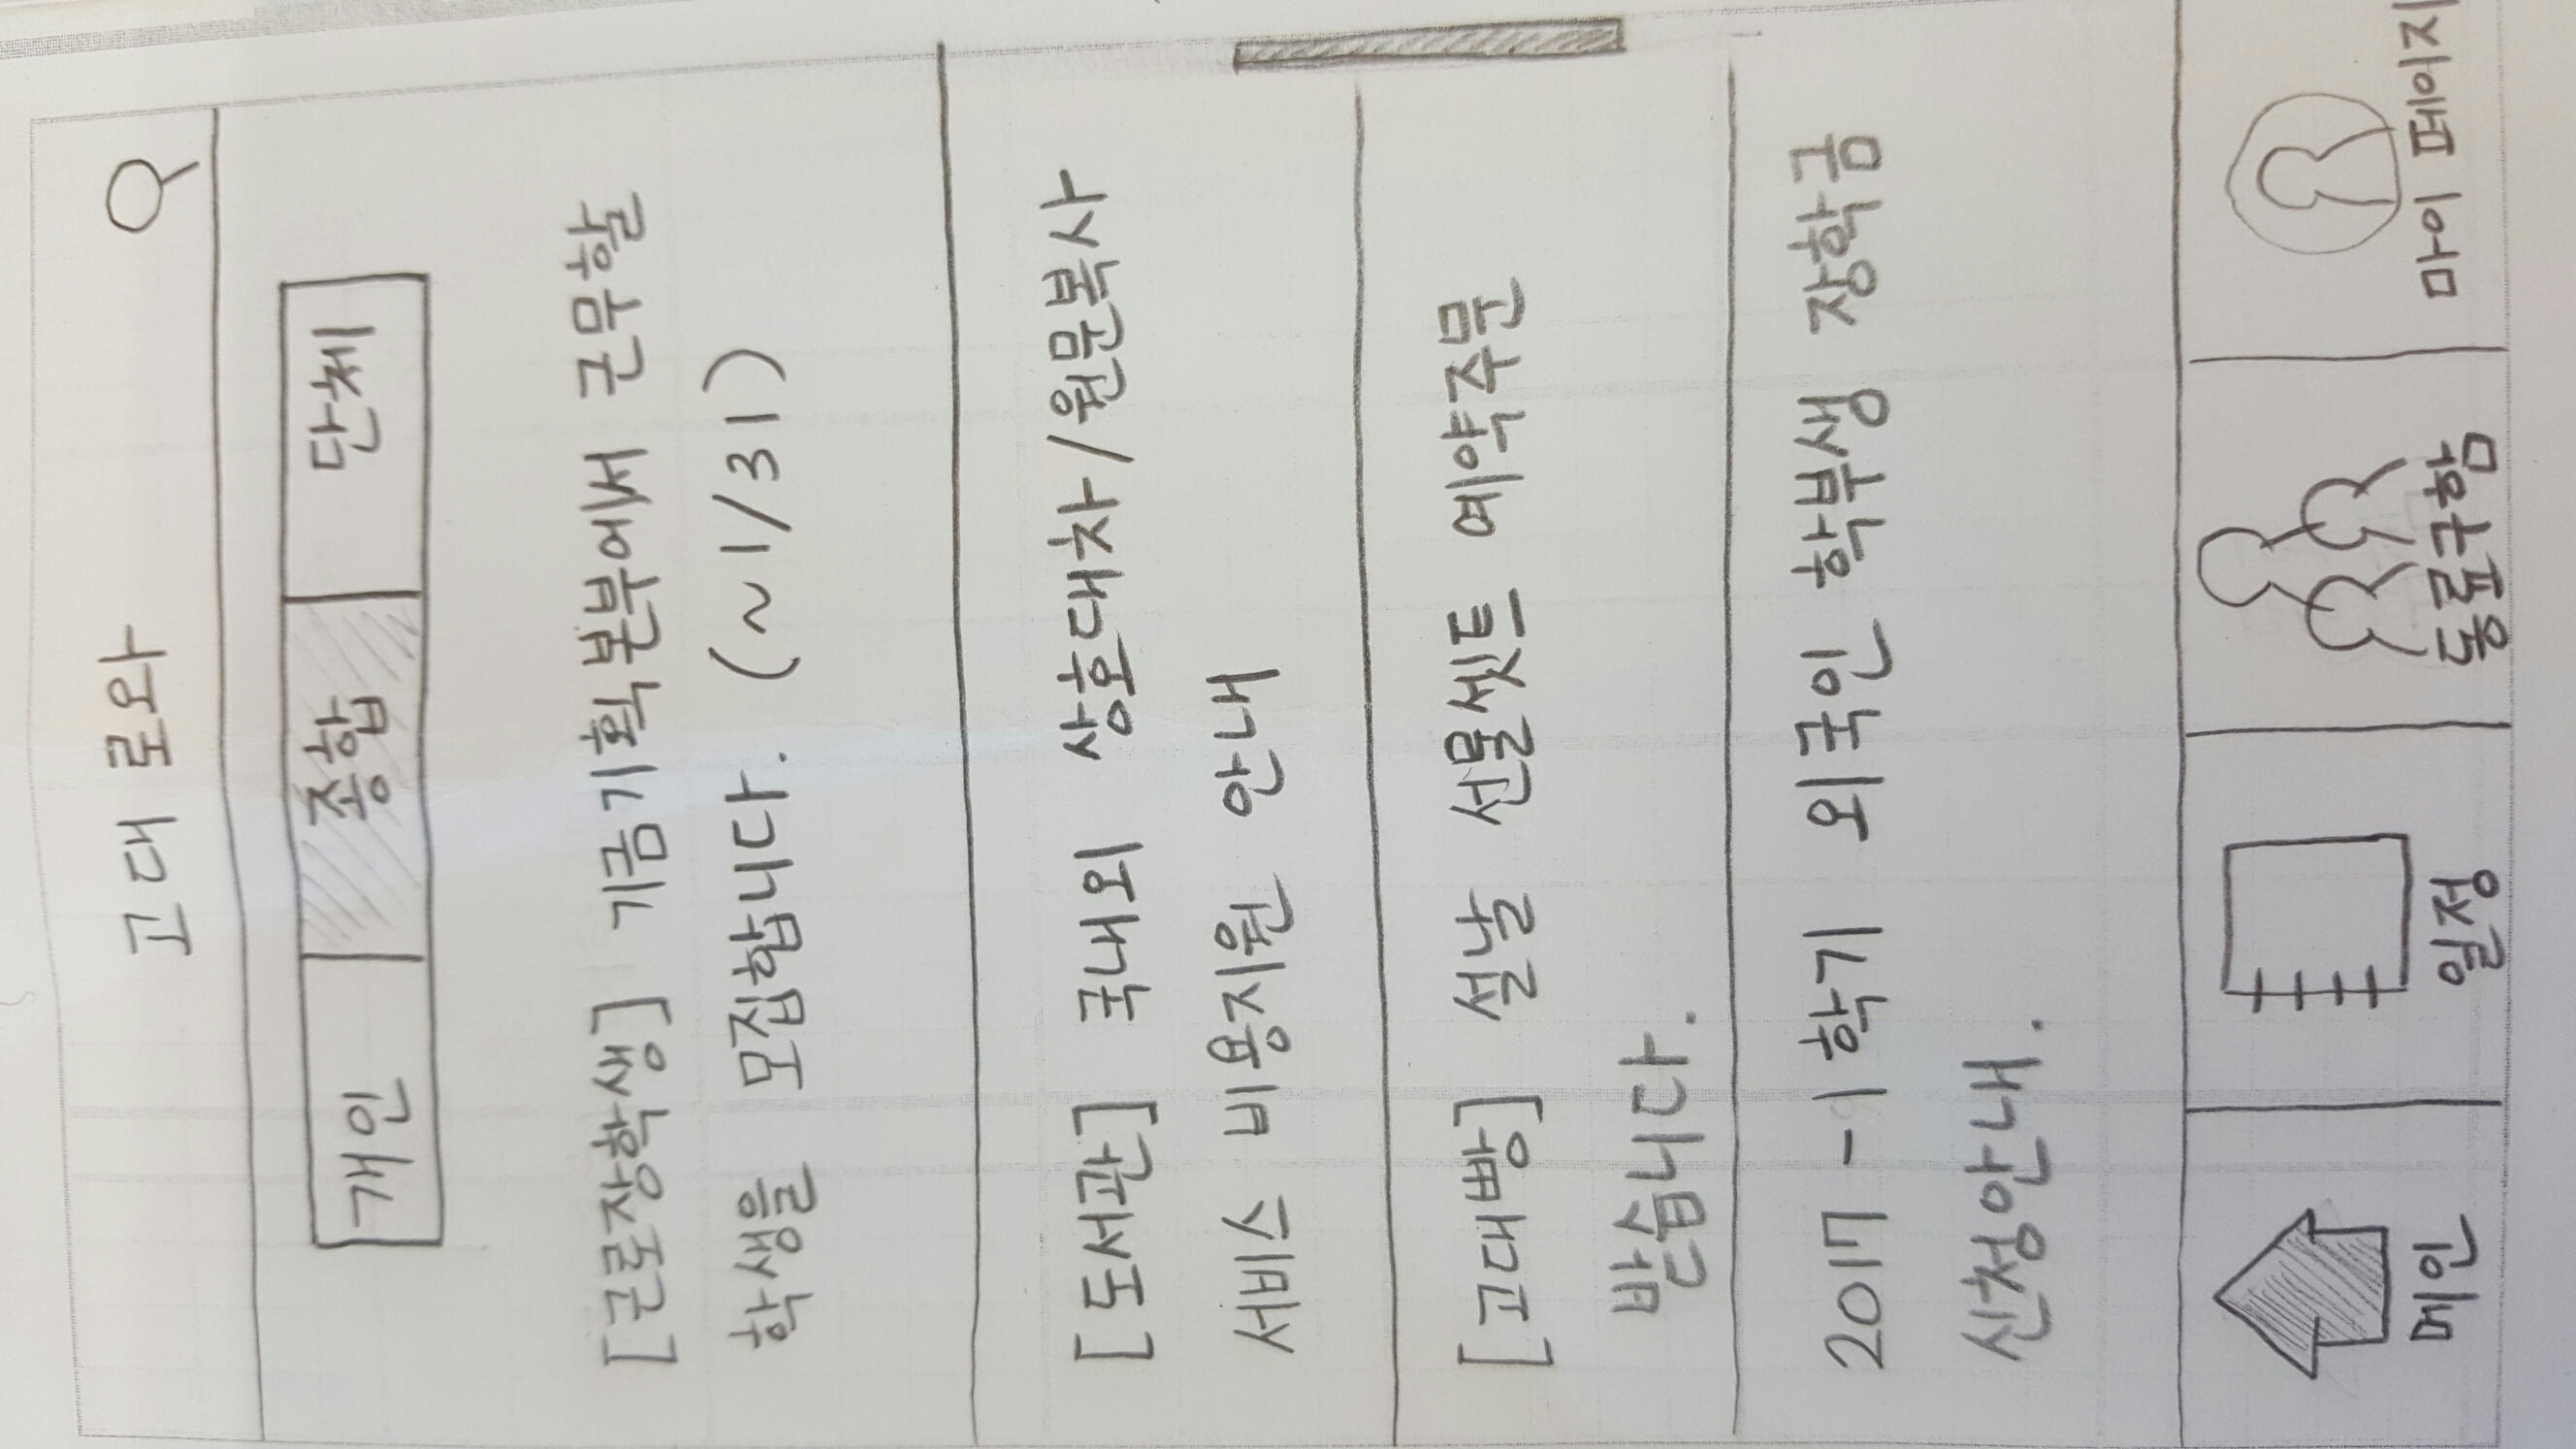 고대 로와
개인 종합 단체
[근로장학생] 기금기획본부에서 근무할
학생을 모집합니다. (~1/31)
[도서관] 국내외 상호대차/원문복사
서비스 비용지원 안내
[고대빵] 설날 선물셋트 예약주문
받습니다.
2017-1학기 외국인 학부생 장학금
신청안내.
메인 일정 동료구함 마이 페이지